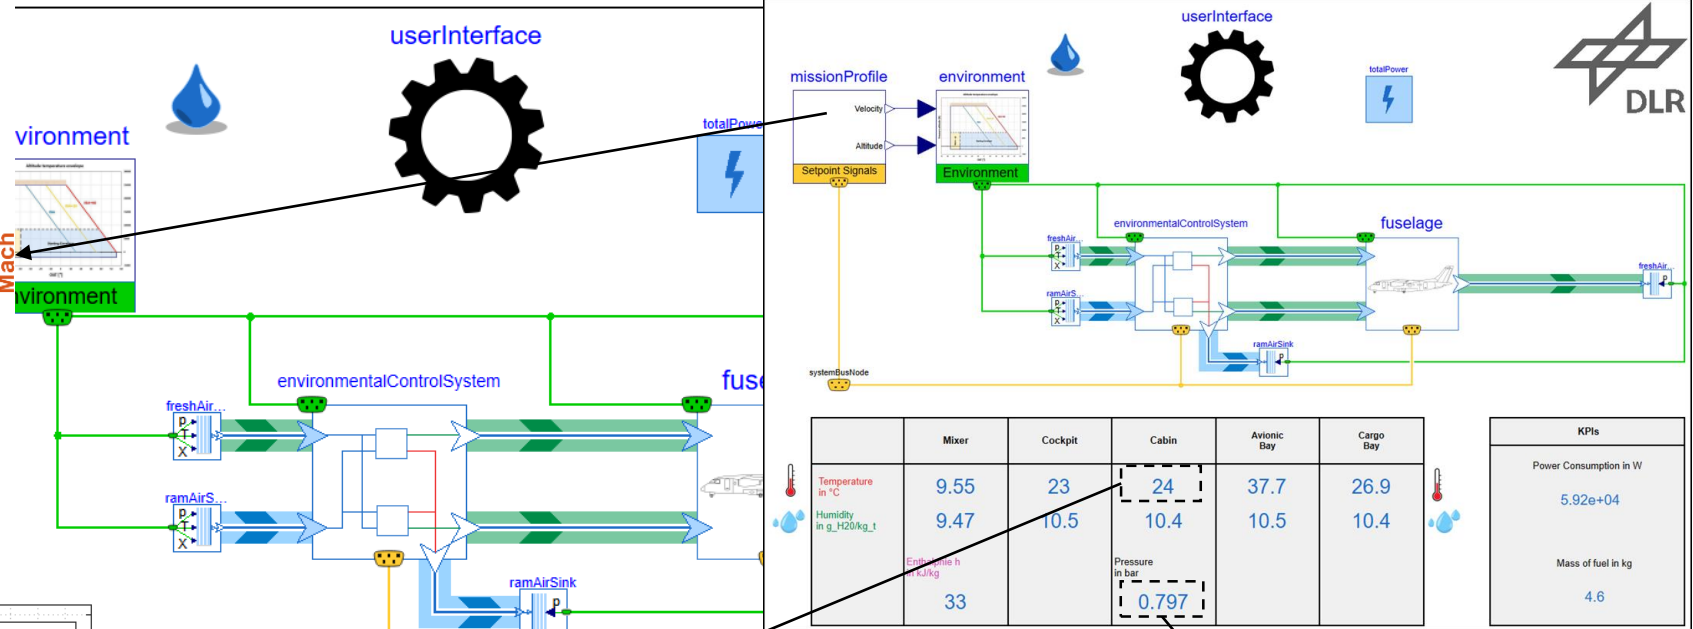 userInterface
vironment
totalPowe
Mach
vironment
environmentalControlSystem
fuse
freshAir...
p
T
X
ramAirS...
p
T
X
ramAirSink
p
userInterface
DLR
totalPower
missionProfile
environment
Velocity
Altitude
Setpoint Signals
Environment
environmentalControlSystem
fuselage
freshAir...
p
T
X
freshAir...
p
ramAirS...
p
T
X
ramAirSink
p
systemBusNode
Mixer Cockpit Cabin Avionic Bay Cargo Bay
Temperature in °C 9.55 23 24 37.7 26.9
Humidity in g_H20/kg_t 9.47 10.5 10.4 10.5 10.4
Enthalphie h in kJ/kg 33
Pressure in bar 0.797
KPIs
Power Consumption in W
5.92e+04
Mass of fuel in kg
4.6